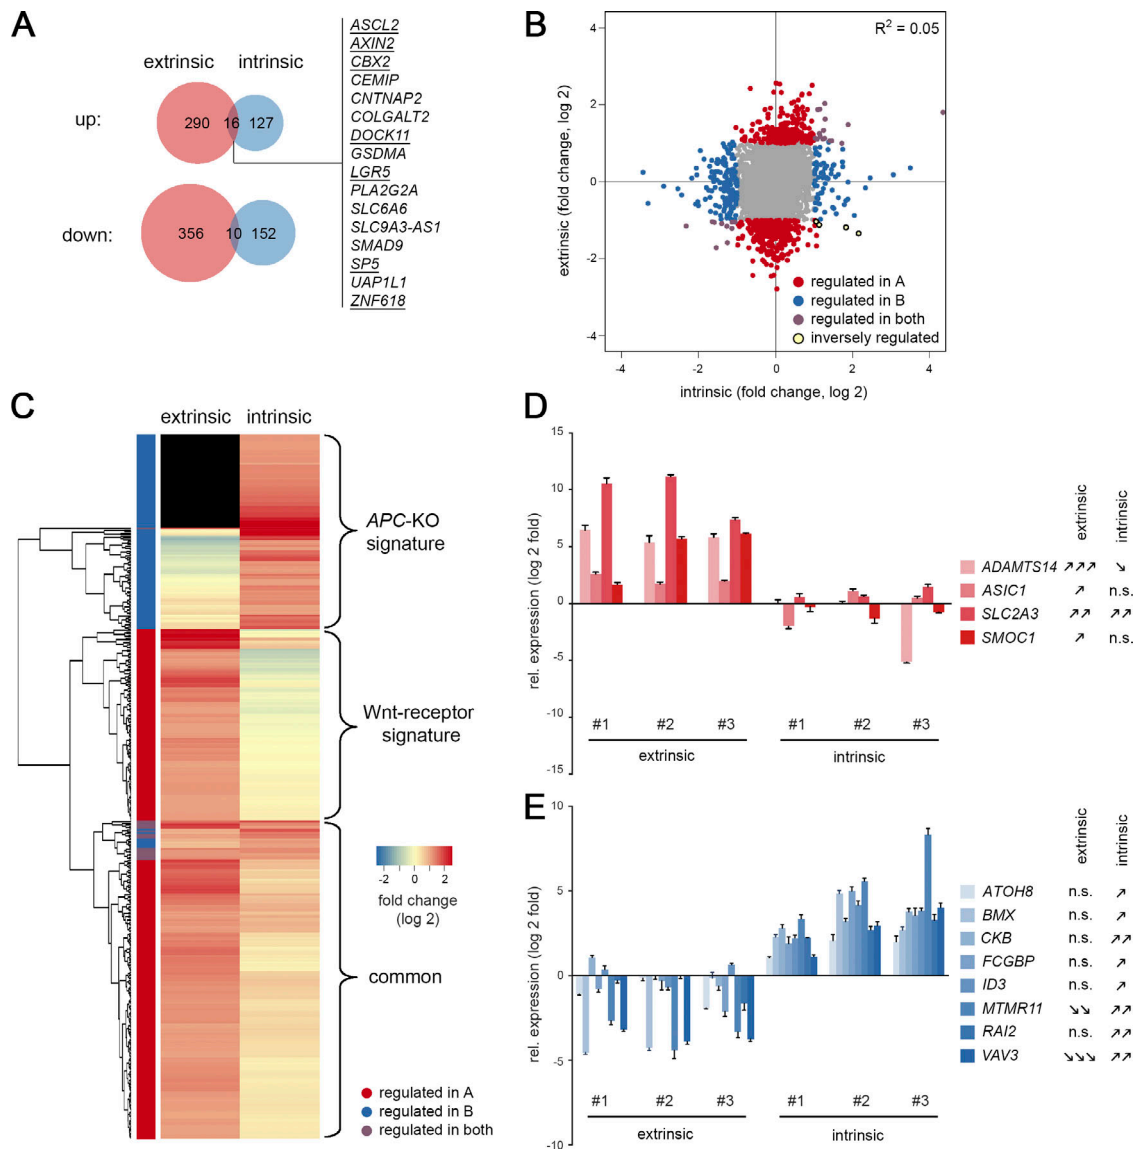 A
extrinsic intrinsic
up:
290 16 127
down:
356 10 152
ASCL2
AXIN2
CBX2
CEMIP
CNTNAP2
COLGALT2
DOCK11
GSDMA
LGR5
PLA2G2A
SLC6A6
SLC9A3-AS1
SMAD9
SP5
UAP1L1
ZNF618
B
R² = 0.05
extrinsic (fold change, log 2)
4
2
0
-2
-4
-4 -2 0 2 4
intrinsic (fold change, log 2)
regulated in A
regulated in B
regulated in both
inversely regulated
C
extrinsic intrinsic
APC-KO
signature
Wnt-receptor
signature
common
-2 0 2
fold change
(log 2)
regulated in A
regulated in B
regulated in both
D
rel. expression (log 2 fold)
15
10
5
0
-5
-10
-15
#1 #2 #3 #1 #2 #3
extrinsic intrinsic
extrinsic intrinsic
ADAMTS14 ↗↗↗ ↘
ASIC1 ↗ n.s.
SLC2A3 ↗↗ ↗↗
SMOC1 ↗ n.s.
E
rel. expression (log 2 fold)
10
5
0
-5
-10
#1 #2 #3 #1 #2 #3
extrinsic intrinsic
extrinsic intrinsic
ATOH8 n.s. ↗
BMX n.s. ↗
CKB n.s. ↗↗
FCGBP n.s. ↗
ID3 n.s. ↗
MTMR11 ↘↘ ↗↗
RAI2 n.s. ↗↗
VAV3 ↘↘↘ ↗↗